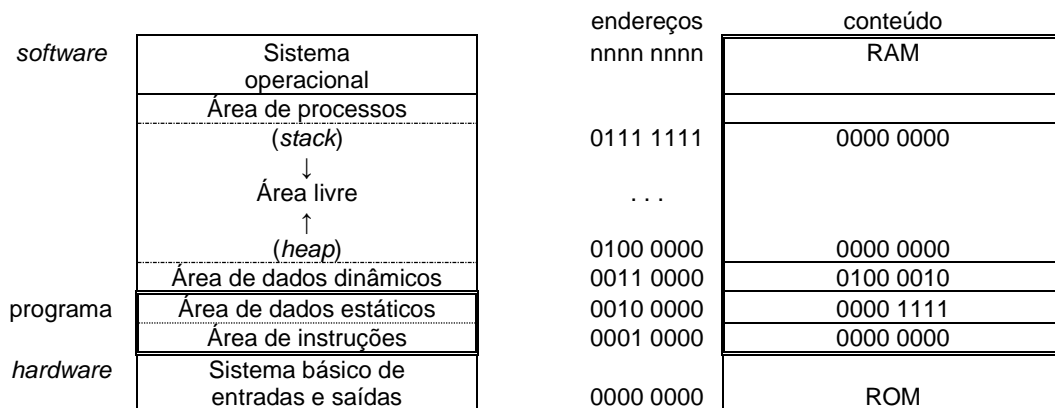 endereços conteúdo
software Sistema operacional nnnn nnnn RAM
Área de processos
(stack) 0111 1111 0000 0000
↓
Área livre . . .
↑
(heap) 0100 0000 0000 0000
Área de dados dinâmicos 0011 0000 0100 0010
programa Área de dados estáticos 0010 0000 0000 1111
Área de instruções 0001 0000 0000 0000
hardware Sistema básico de
entradas e saídas 0000 0000 ROM